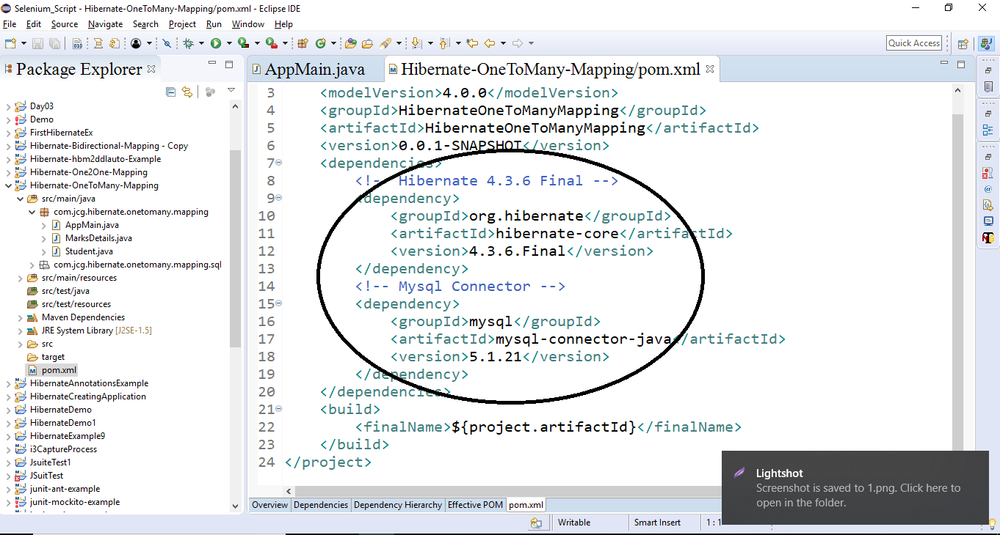 Selenium_Script - Hibernate-OneToMany-Mapping/pom.xml - Eclipse IDE
File Edit Source Navigate Search Project Run Window Help
Quick Access
Package Explorer
Day03
Demo
FirstHibernateEx
Hibernate-Bidirectional-Mapping - Copy
Hibernate-hbm2ddlauto-Example
Hibernate-One2One-Mapping
Hibernate-OneToMany-Mapping
src/main/java
com.jcg.hibernate.onetomany.mapping
AppMain.java
MarksDetails.java
Student.java
com.jcg.hibernate.onetomany.mapping.sql
src/main/resources
src/test/java
src/test/resources
Maven Dependencies
JRE System Library [J2SE-1.5]
src
target
pom.xml
HibernateAnnotationsExample
HibernateCreatingApplication
HibernateDemo
HibernateDemo1
HibernateExample9
i3CaptureProcess
JsuiteTest1
JSuitTest
junit-ant-example
junit-mockito-example
AppMain.java Hibernate-OneToMany-Mapping/pom.xml
3 <modelVersion>4.0.0</modelVersion>
4 <groupId>HibernateOneToManyMapping</groupId>
5 <artifactId>HibernateOneToManyMapping</artifactId>
6 <version>0.0.1-SNAPSHOT</version>
7 <dependencies>
8 <!-- Hibernate 4.3.6 Final -->
9 <dependency>
10 <groupId>org.hibernate</groupId>
11 <artifactId>hibernate-core</artifactId>
12 <version>4.3.6.Final</version>
13 </dependency>
14 <!-- Mysql Connector -->
15 <dependency>
16 <groupId>mysql</groupId>
17 <artifactId>mysql-connector-java</artifactId>
18 <version>5.1.21</version>
19 </dependency>
20 </dependencies>
21 <build>
22 <finalName>${project.artifactId}</finalName>
23 </build>
24 </project>
Overview Dependencies Dependency Hierarchy Effective POM pom.xml
Writable Smart Insert 1 : 1
Lightshot
Screenshot is saved to 1.png. Click here to
open in the folder.